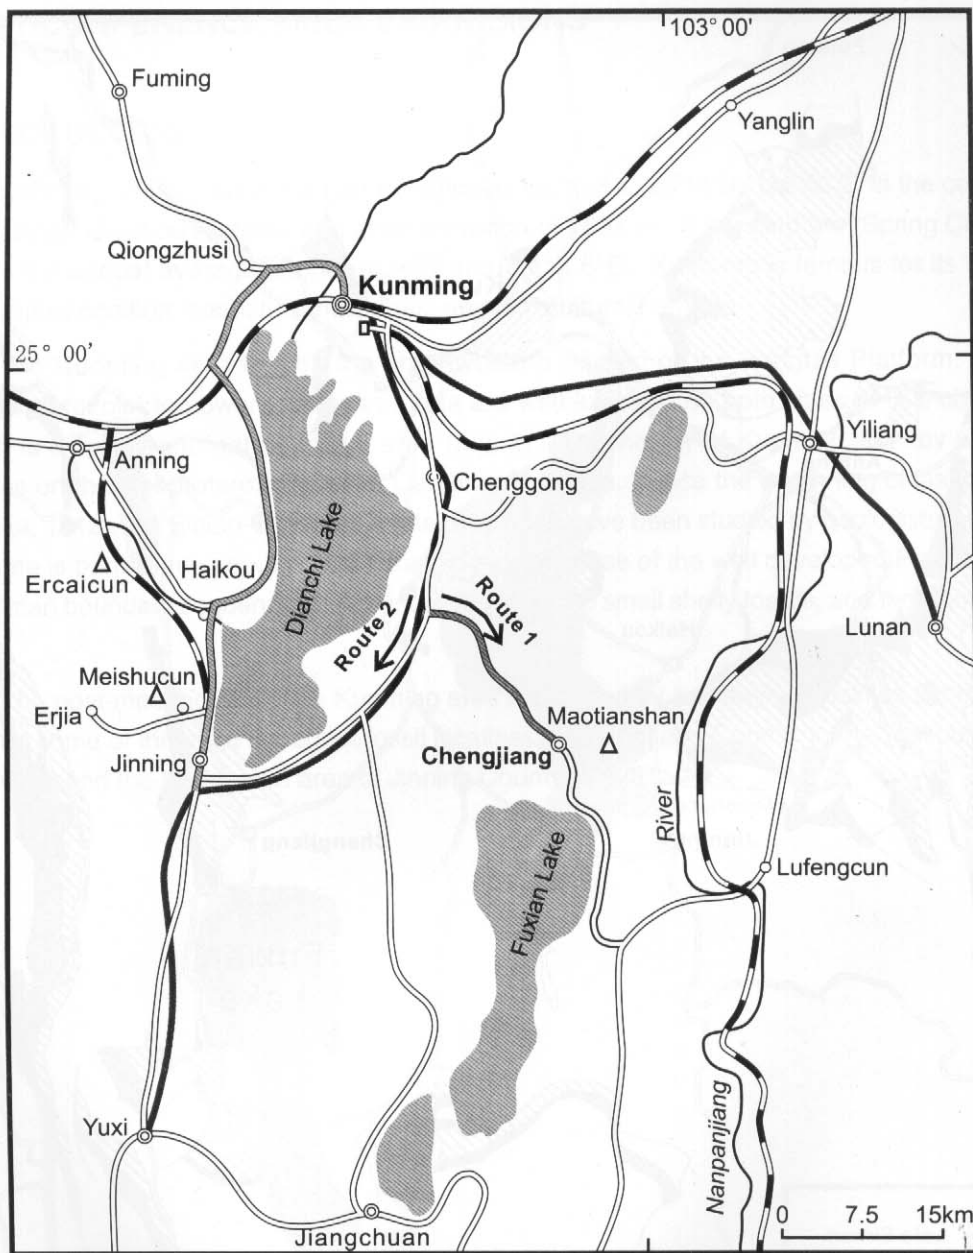 103° 00'
Fuming
Yanglin
Qiongzhusi
Kunming
25° 00'
Anning
Yiliang
Chenggong
Dianchi Lake
Haikou
Ercaicun
Route 2
Route 1
Lunan
Meishucun
Erjia
Maotianshan
Jinning
Chengjiang
River
Fuxian Lake
Lufengcun
Yuxi
Nanpanjiang
Jiangchuan
0 7.5 15km